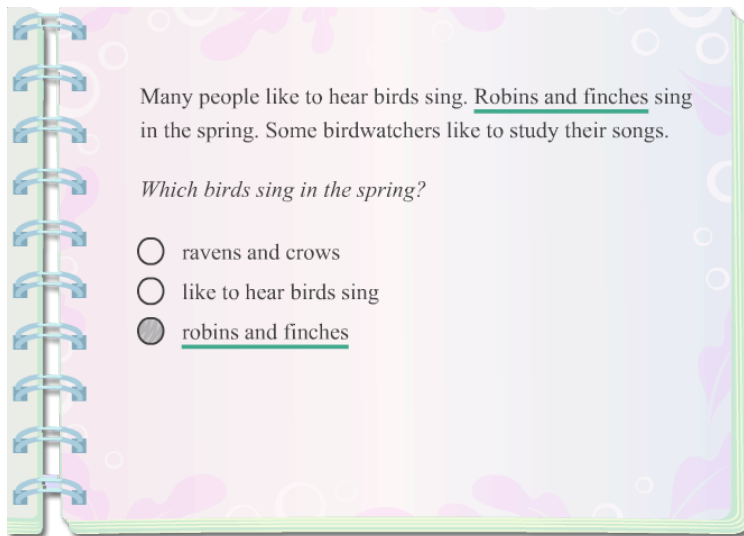 Many people like to hear birds sing. Robins and finches sing
in the spring. Some birdwatchers like to study their songs.
Which birds sing in the spring?
ravens and crows
like to hear birds sing
robins and finches